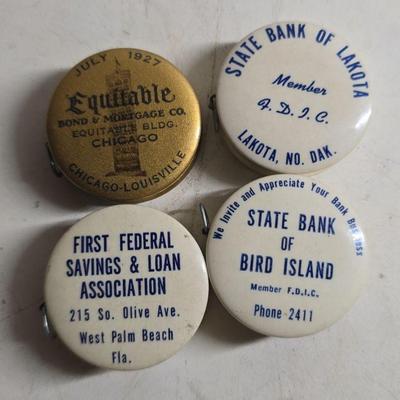 JULY 1927
Equitable
BOND & MORTGAGE CO.
EQUITABLE BLDG.
CHICAGO
CHICAGO-LOUISVILLE
STATE BANK OF LAKOTA
Member
F.D.I.C.
LAKOTA, NO. DAK.
FIRST FEDERAL
SAVINGS & LOAN
ASSOCIATION
215 So. Olive Ave.
West Palm Beach
Fla.
We Invite and Appreciate Your Bank Business
STATE BANK
OF
BIRD ISLAND
Member F.D.I.C.
Phone 2411